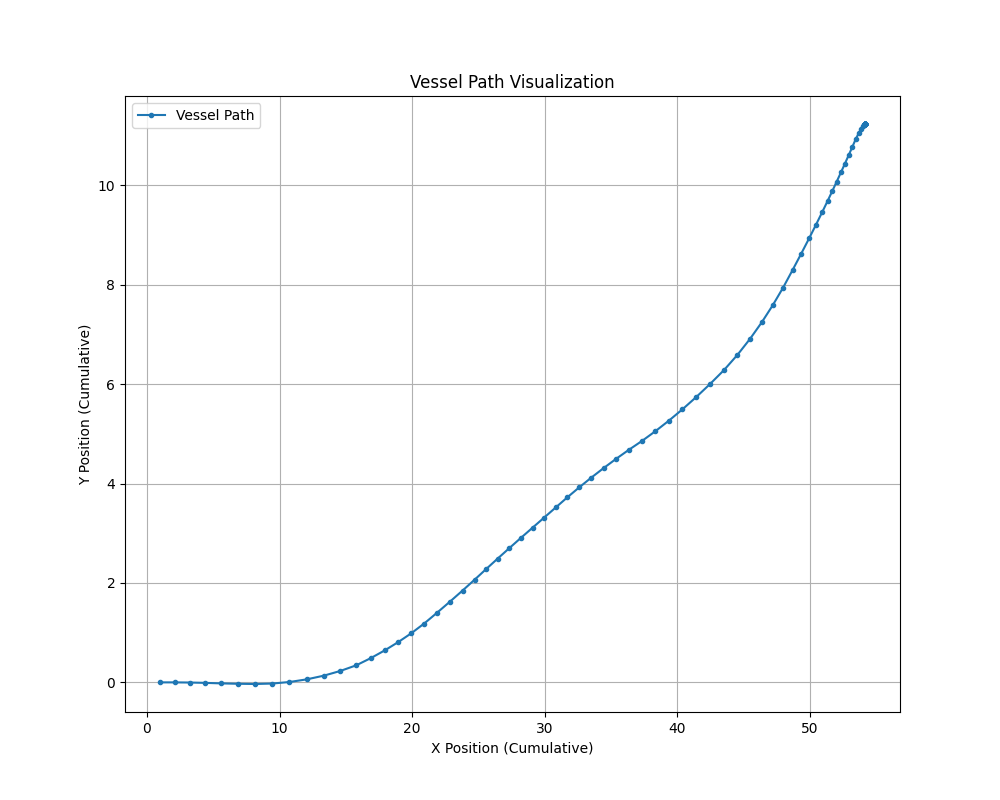 Vessel Path Visualization
Vessel Path
Y Position (Cumulative)
10
8
6
4
2
0
0 10 20 30 40 50
X Position (Cumulative)